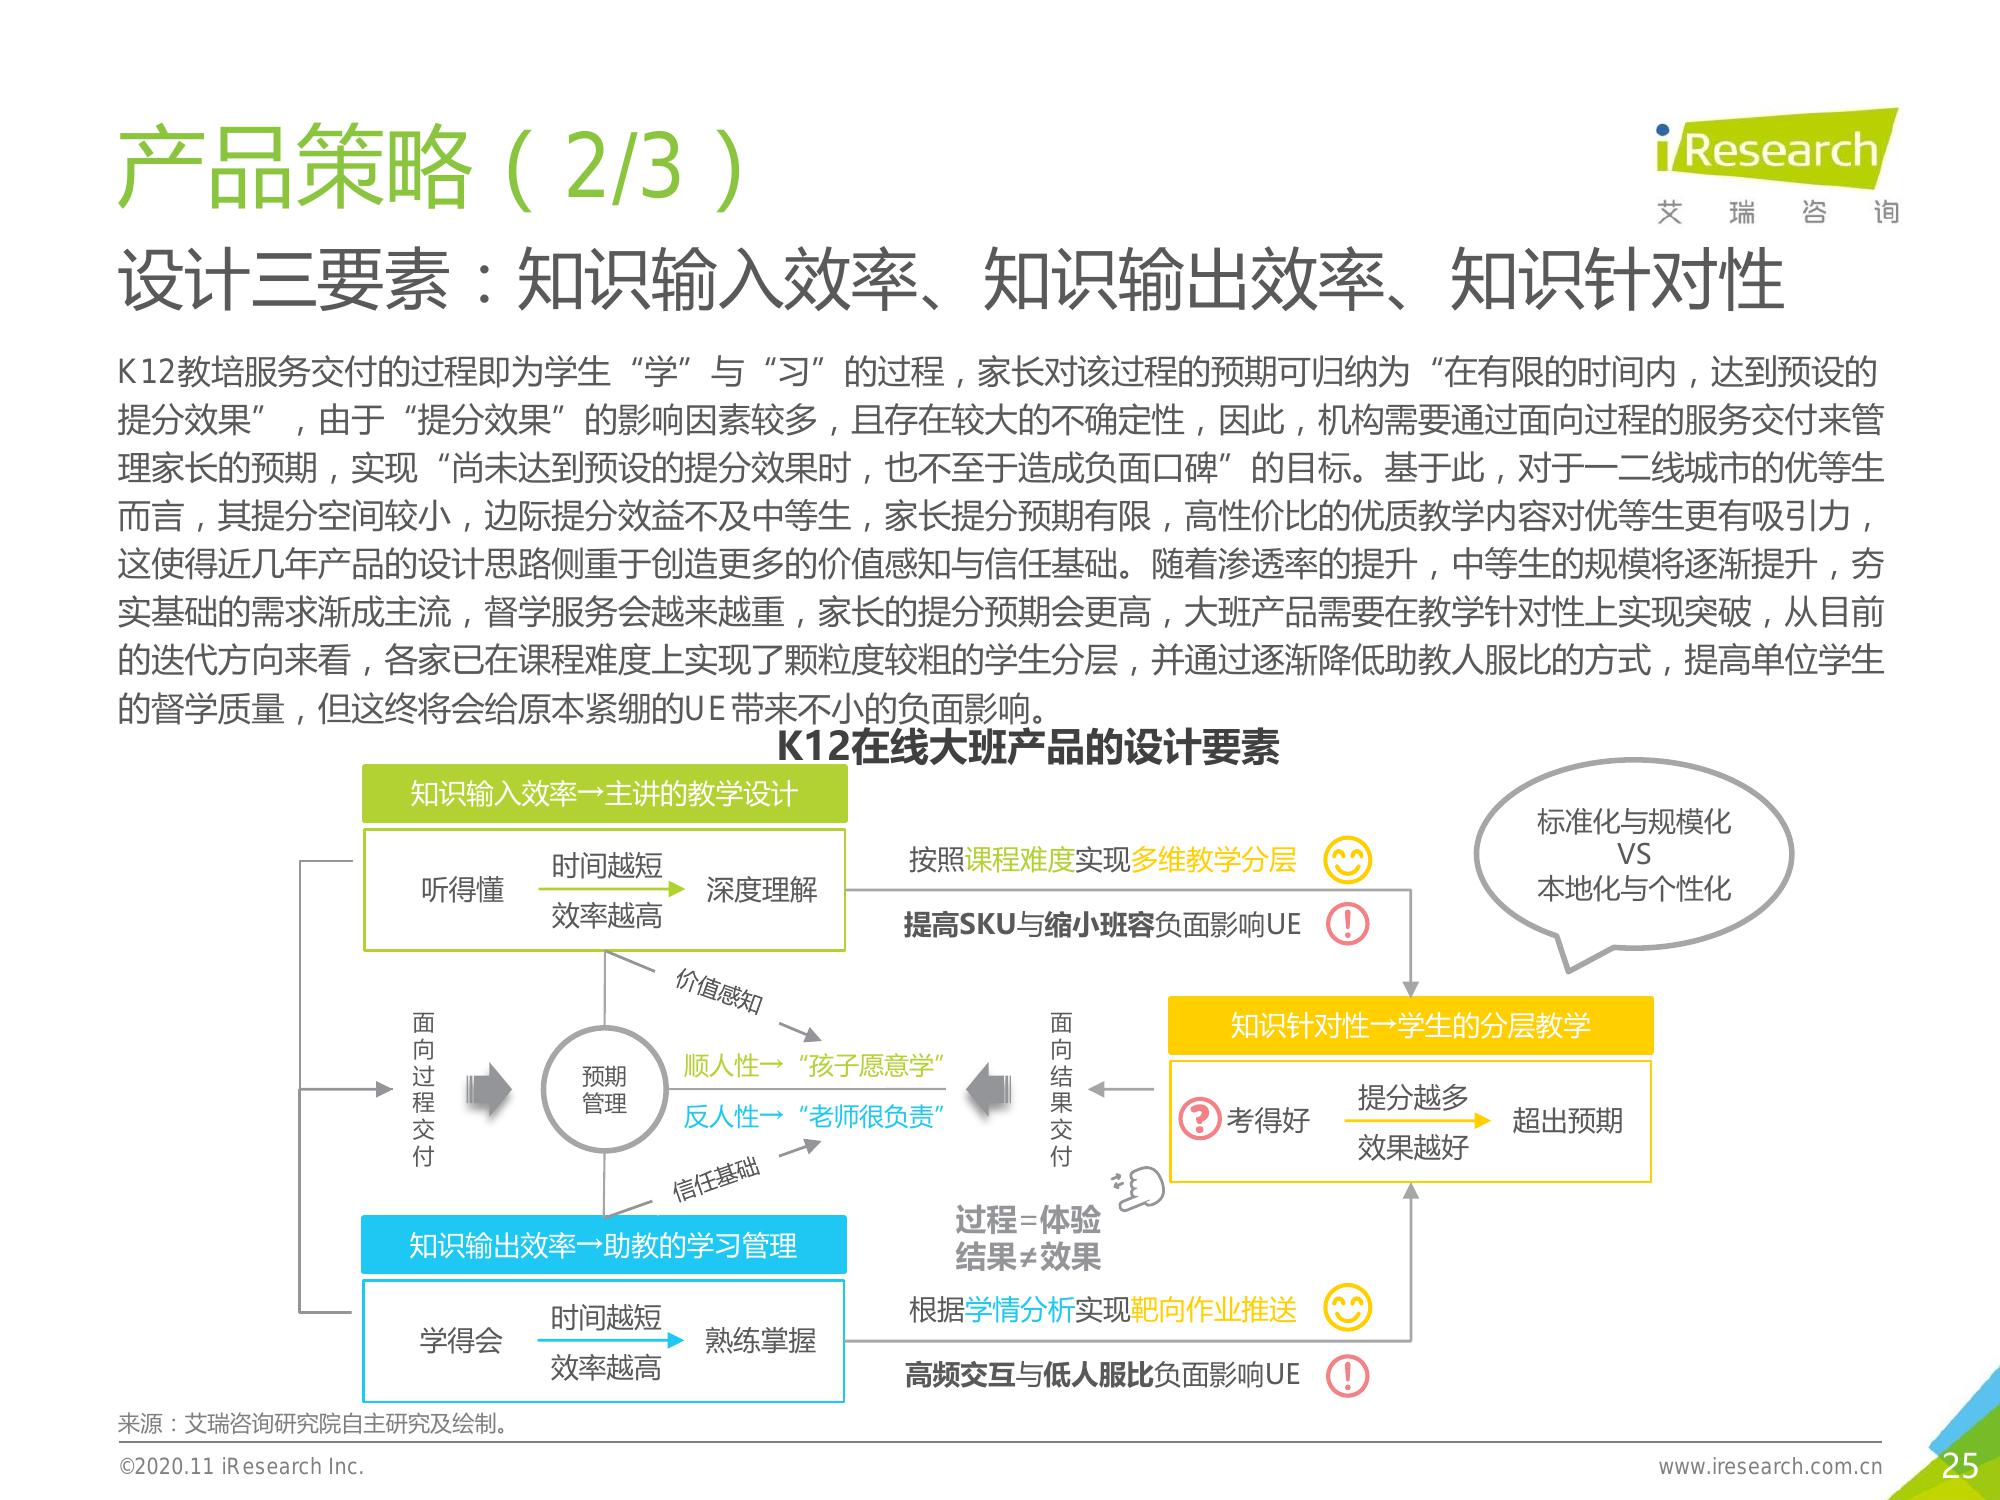 产品策略（2/3）
iResearch
艾瑞咨询
设计三要素：知识输入效率、知识输出效率、知识针对性
K12教培服务交付的过程即为学生“学”与“习”的过程，家长对该过程的预期可归纳为“在有限的时间内，达到预设的
提分效果”，由于“提分效果”的影响因素较多，且存在较大的不确定性，因此，机构需要通过面向过程的服务交付来管
理家长的预期，实现“尚未达到预设的提分效果时，也不至于造成负面口碑”的目标。基于此，对于一二线城市的优等生
而言，其提分空间较小，边际提分效益不及中等生，家长提分预期有限，高性价比的优质教学内容对优等生更有吸引力，
这使得近几年产品的设计思路侧重于创造更多的价值感知与信任基础。随着渗透率的提升，中等生的规模将逐渐提升，夯
实基础的需求渐成主流，督学服务会越来越重，家长的提分预期会更高，大班产品需要在教学针对性上实现突破，从目前
的迭代方向来看，各家已在课程难度上实现了颗粒度较粗的学生分层，并通过逐渐降低助教人服比的方式，提高单位学生
的督学质量，但这终将会给原本紧绷的UE带来不小的负面影响。
K12在线大班产品的设计要素
知识输入效率→主讲的教学设计
听得懂
时间越短
效率越高
深度理解
按照课程难度实现多维教学分层
提高SKU与缩小班容负面影响UE
标准化与规模化
VS
本地化与个性化
价值感知
面向过程交付
预期
管理
顺人性→“孩子愿意学”
反人性→“老师很负责”
信任基础
面向结果交付
知识针对性→学生的分层教学
考得好
提分越多
效果越好
超出预期
过程=体验
结果≠效果
知识输出效率→助教的学习管理
学得会
时间越短
效率越高
熟练掌握
根据学情分析实现靶向作业推送
高频交互与低人服比负面影响UE
来源：艾瑞咨询研究院自主研究及绘制。
©2020.11 iResearch Inc.
www.iresearch.com.cn
25